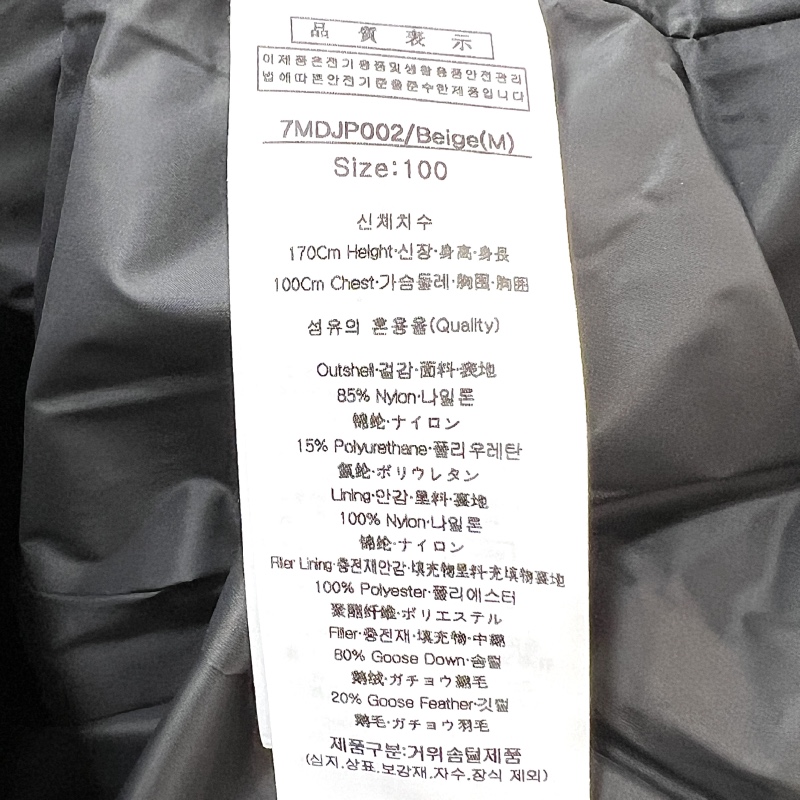 品質表示
이제품은전기용품및생활용품안전관리
법에따른안전기준을준수한제품입니다
7MDJP002/Beige(M)
Size:100
신체치수
170Cm Height·신장·身高·身長
100Cm Chest·가슴둘레·胸围·胸囲
섬유의 혼용율(Quality)
Outshell·겉감·面料·表地
85% Nylon·나일론
锦纶·ナイロン
15% Polyurethane·폴리우레탄
氨纶·ポリウレタン
Lining·안감·里料·裏地
100% Nylon·나일론
锦纶·ナイロン
Filler Lining·충전재안감·填充物里料·充填物裏地
100% Polyester·폴리에스터
聚酯纤维·ポリエステル
Filler·충전재·填充物·中綿
80% Goose Down·솜털
鹅绒·ガチョウ綿毛
20% Goose Feather·깃털
鹅毛·ガチョウ羽毛
제품구분:거위솜털제품
(심지.상표.보강재.자수.장식 제외)